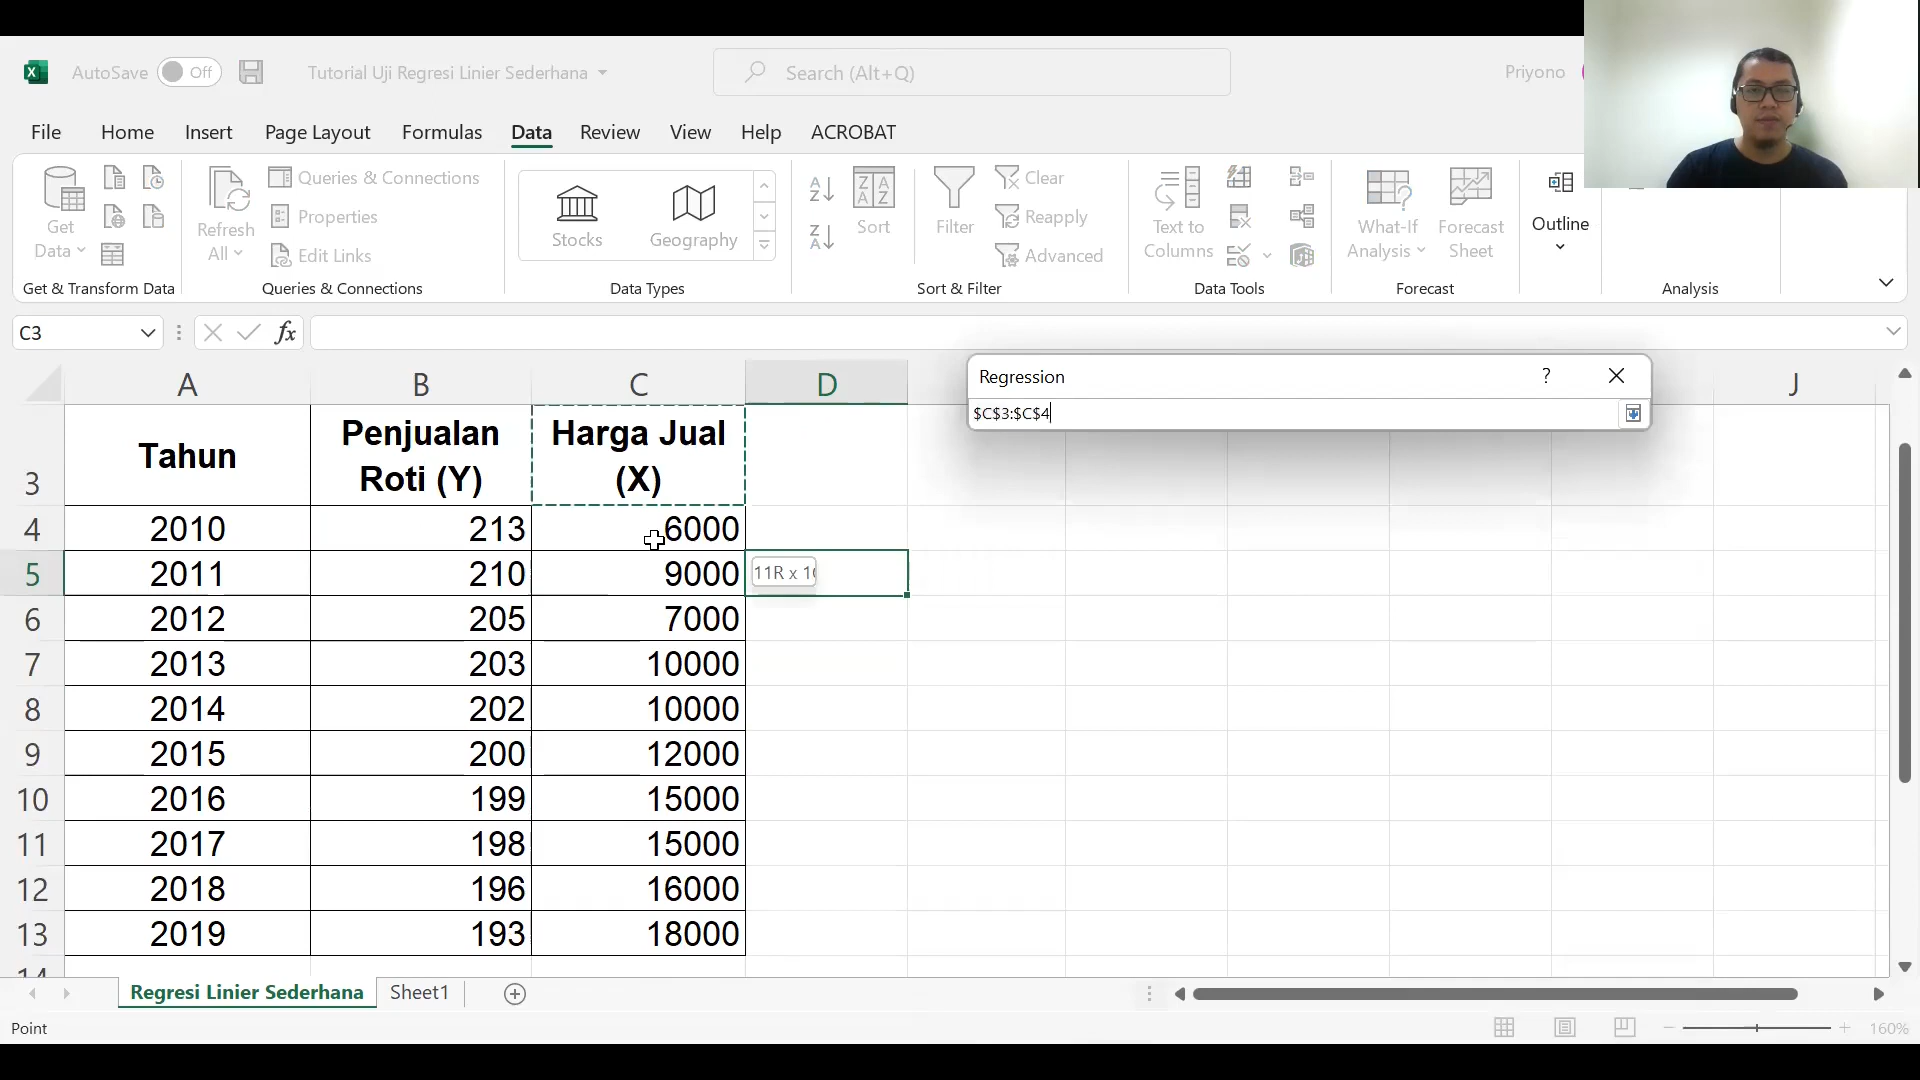 AutoSave Off Tutorial Uji Regresi Linier Sederhana Search (Alt+Q) Priyono
File Home Insert Page Layout Formulas Data Review View Help ACROBAT
Get Data
Refresh All
Queries & Connections
Properties
Edit Links
Stocks
Geography
Sort
Filter
Clear
Reapply
Advanced
Text to Columns
What-If Analysis
Forecast Sheet
Outline
Get & Transform Data Queries & Connections Data Types Sort & Filter Data Tools Forecast Analysis
C3 fx
Regression ?
$C$3:$C$4
A B C D J
3 Tahun Penjualan Roti (Y) Harga Jual (X)
4 2010 213 6000
5 2011 210 9000 11R x 1
6 2012 205 7000
7 2013 203 10000
8 2014 202 10000
9 2015 200 12000
10 2016 199 15000
11 2017 198 15000
12 2018 196 16000
13 2019 193 18000
14
Regresi Linier Sederhana Sheet1
Point 160%